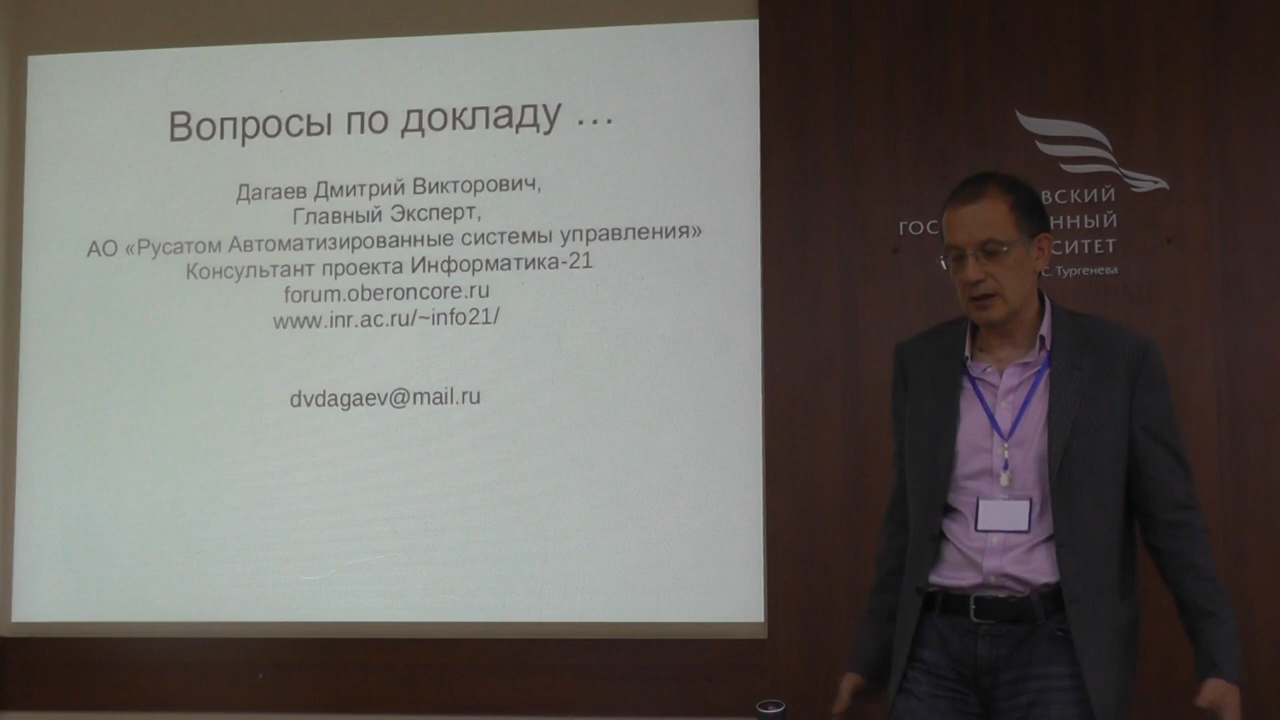 Вопросы по докладу ...
Дагаев Дмитрий Викторович,
Главный Эксперт,
АО «Русатом Автоматизированные системы управления»
Консультант проекта Информатика-21
forum.oberoncore.ru
www.inr.ac.ru/~info21/
dvdagaev@mail.ru
ВСКИЙ
ГОС ННЫЙ
СИТЕТ
С. Тургенева